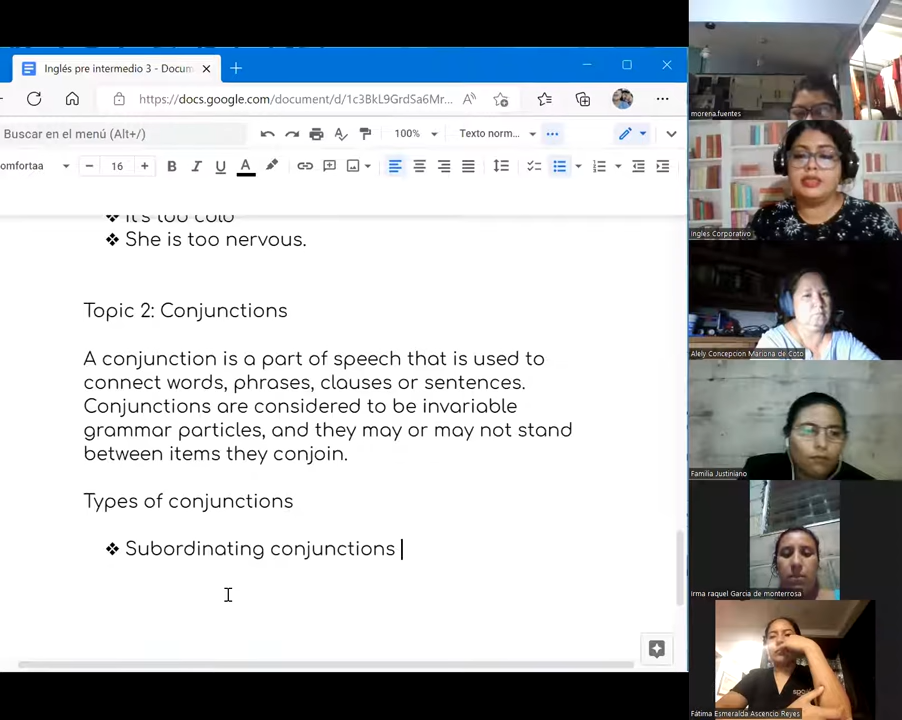 Inglés pre intermedio 3 - Docum
https://docs.google.com/document/d/1c3BkL9GrdSa6Mr...
Buscar en el menú (Alt+/)
100%
Texto norm...
omfortaa
16
B I U A
It's too cold
❖ She is too nervous.
Topic 2: Conjunctions
A conjunction is a part of speech that is used to
connect words, phrases, clauses or sentences.
Conjunctions are considered to be invariable
grammar particles, and they may or may not stand
between items they conjoin.
Types of conjunctions
❖ Subordinating conjunctions
morena.fuentes
Ingles Corporativo
Alely Concepcion Mariona de Coto
Familia Justiniano
Irma raquel Garcia de monterrosa
Fátima Esmeralda Ascencio Reyes